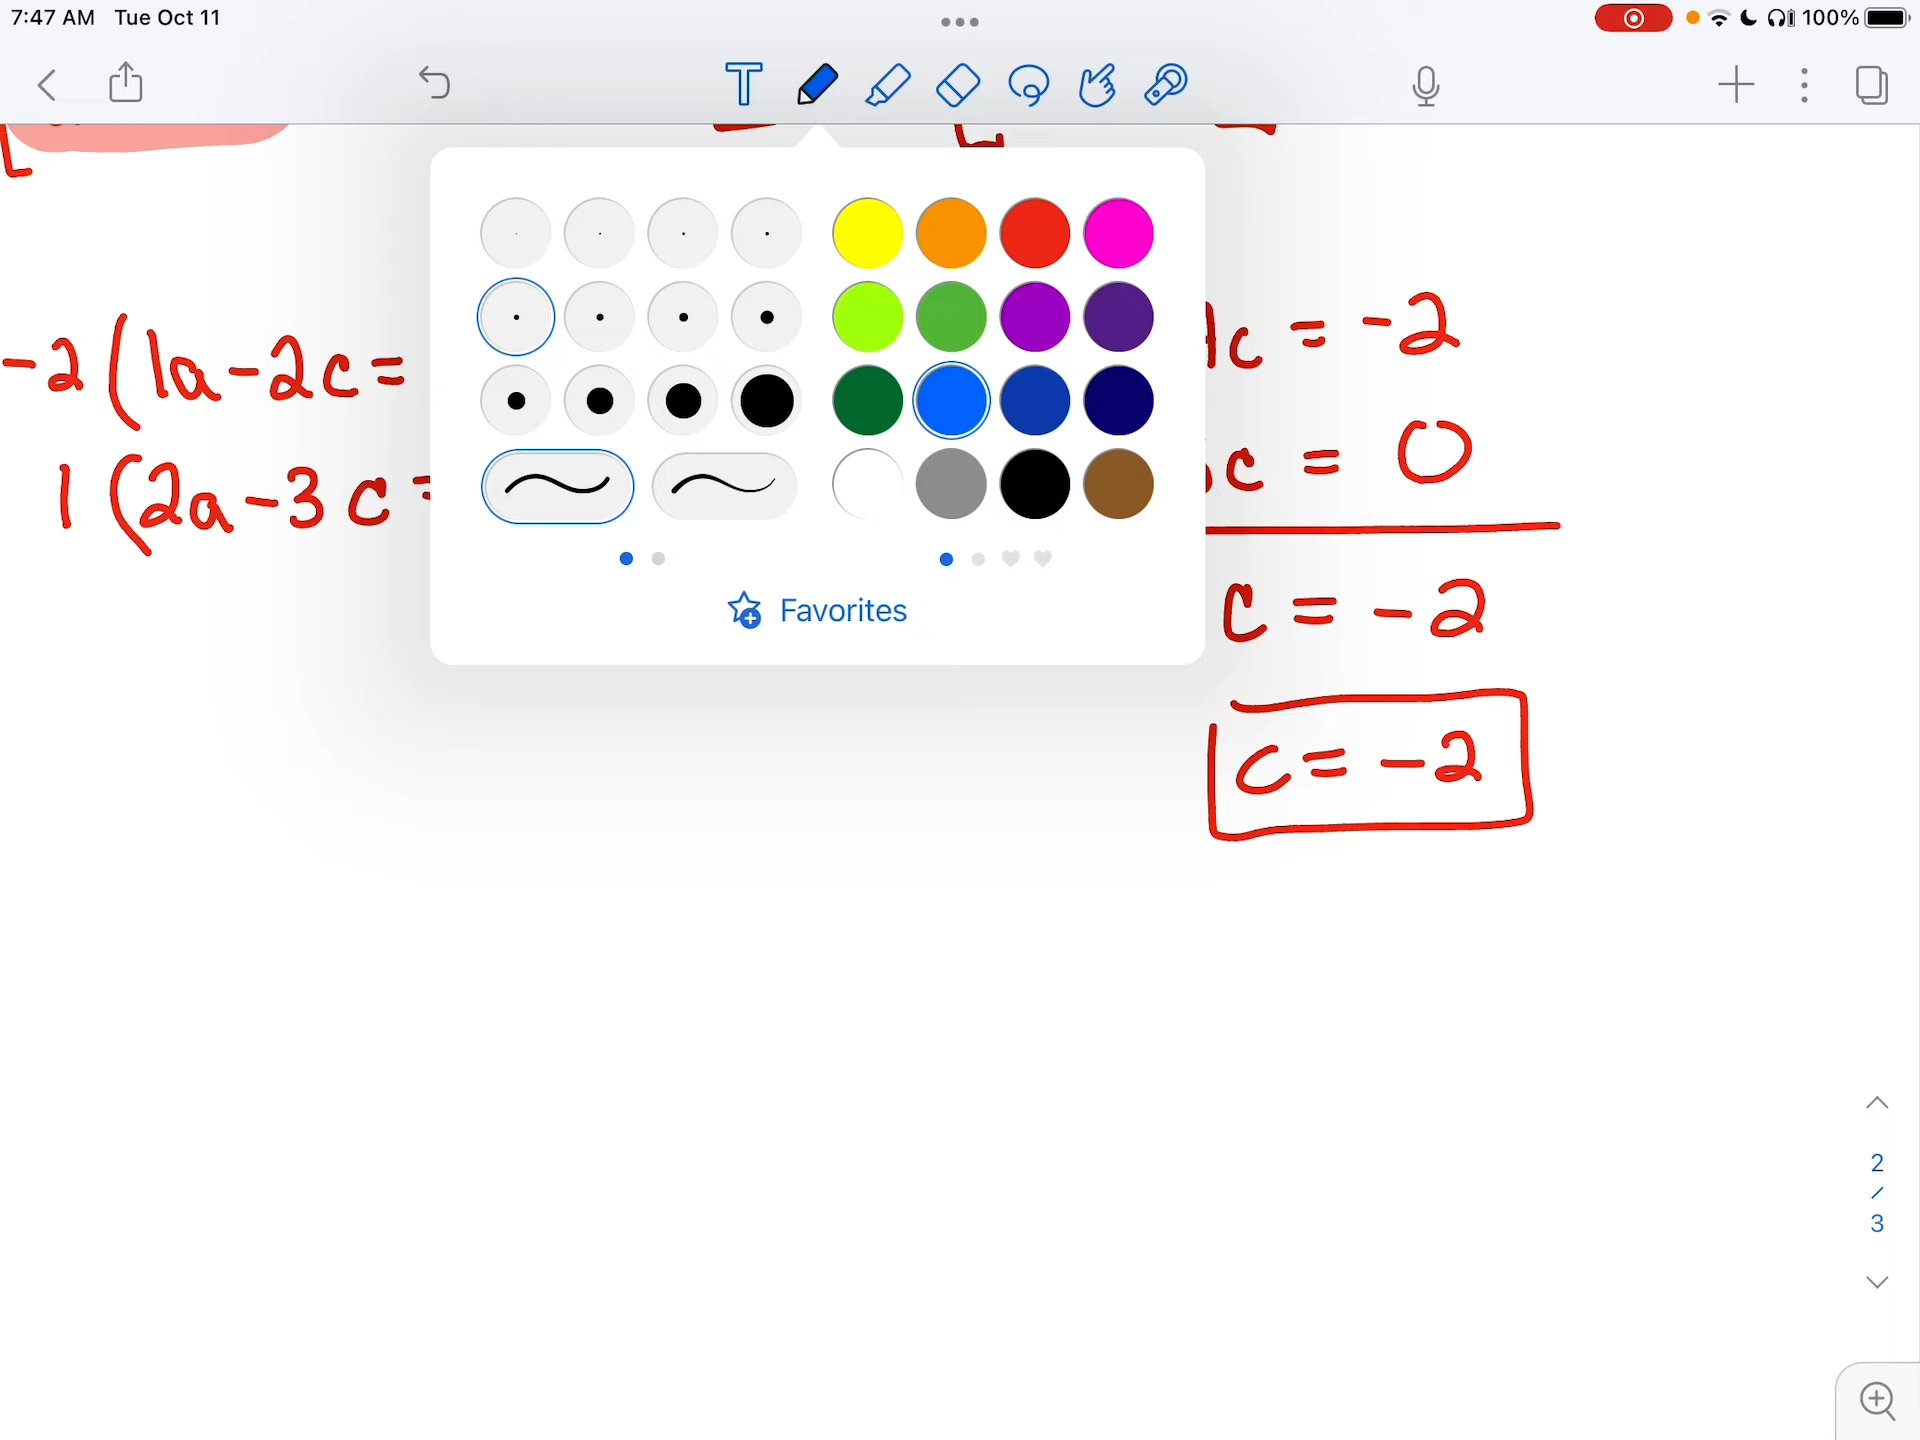 7:47 AM Tue Oct 11
100%
T
-2 (1a-2c=
1 (2a-3c=
c = -2
c = 0
c = -2
c = -2
Favorites
2
/
3